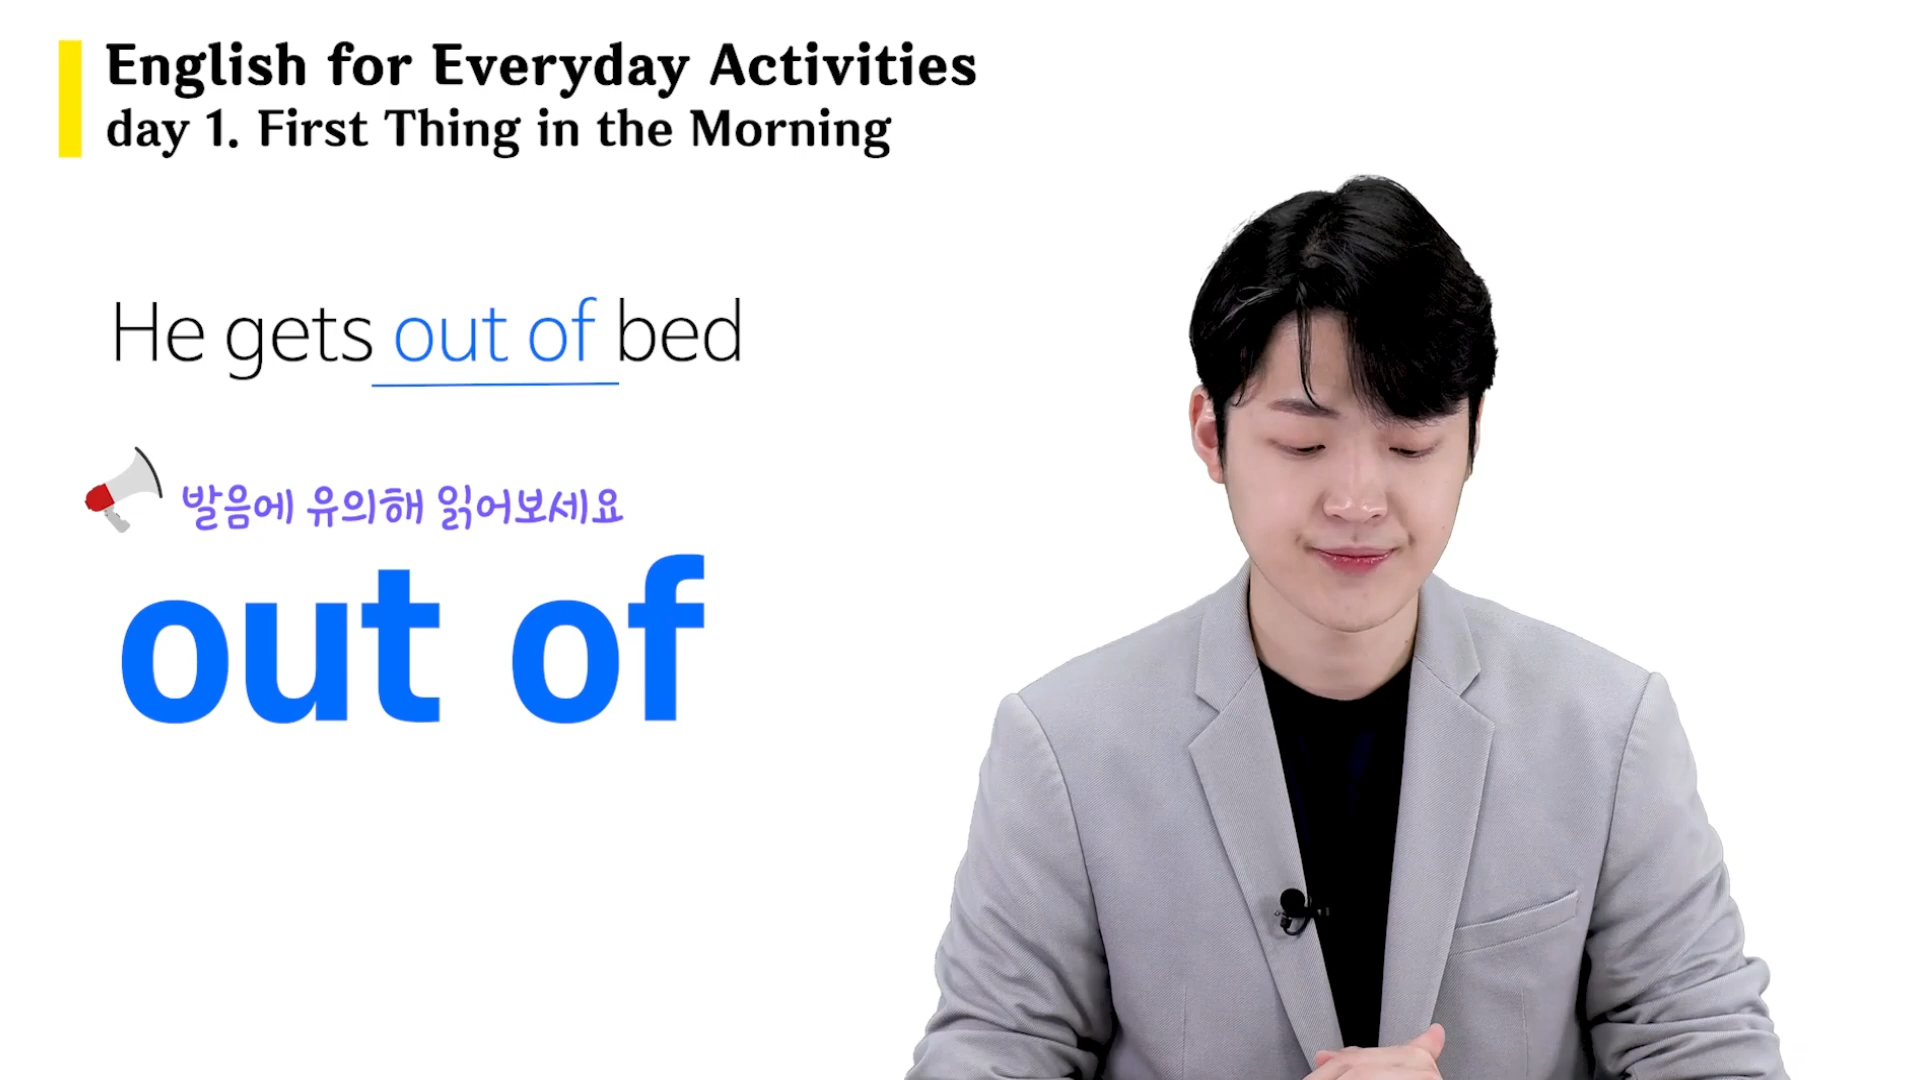 English for Everyday Activities
day 1. First Thing in the Morning
He gets out of bed
발음에 유의해 읽어보세요
out of